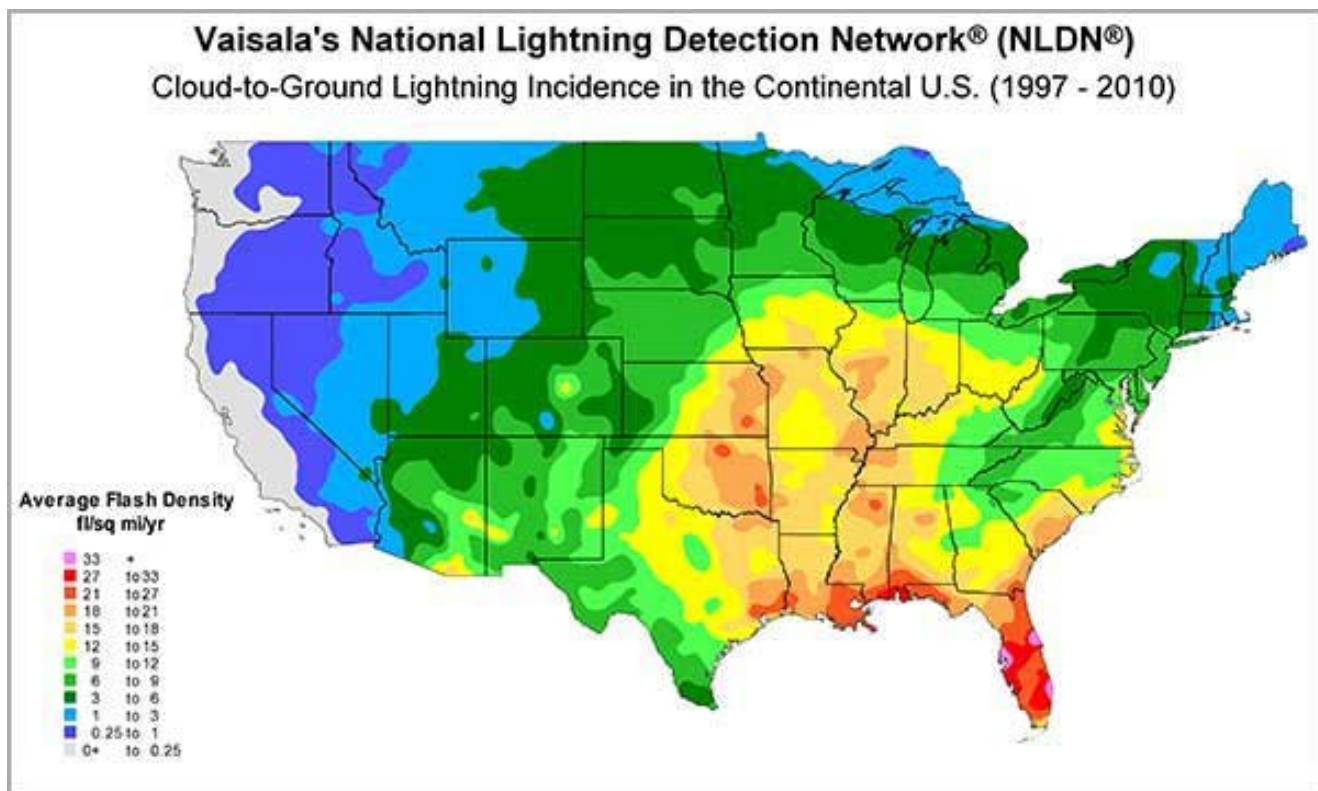 Vaisala's National Lightning Detection Network® (NLDN®)
Cloud-to-Ground Lightning Incidence in the Continental U.S. (1997 - 2010)
Average Flash Density
fl/sq mi/yr
33 +
27 to 33
21 to 27
18 to 21
15 to 18
12 to 15
9 to 12
6 to 9
3 to 6
1 to 3
0.25 to 1
0+ to 0.25